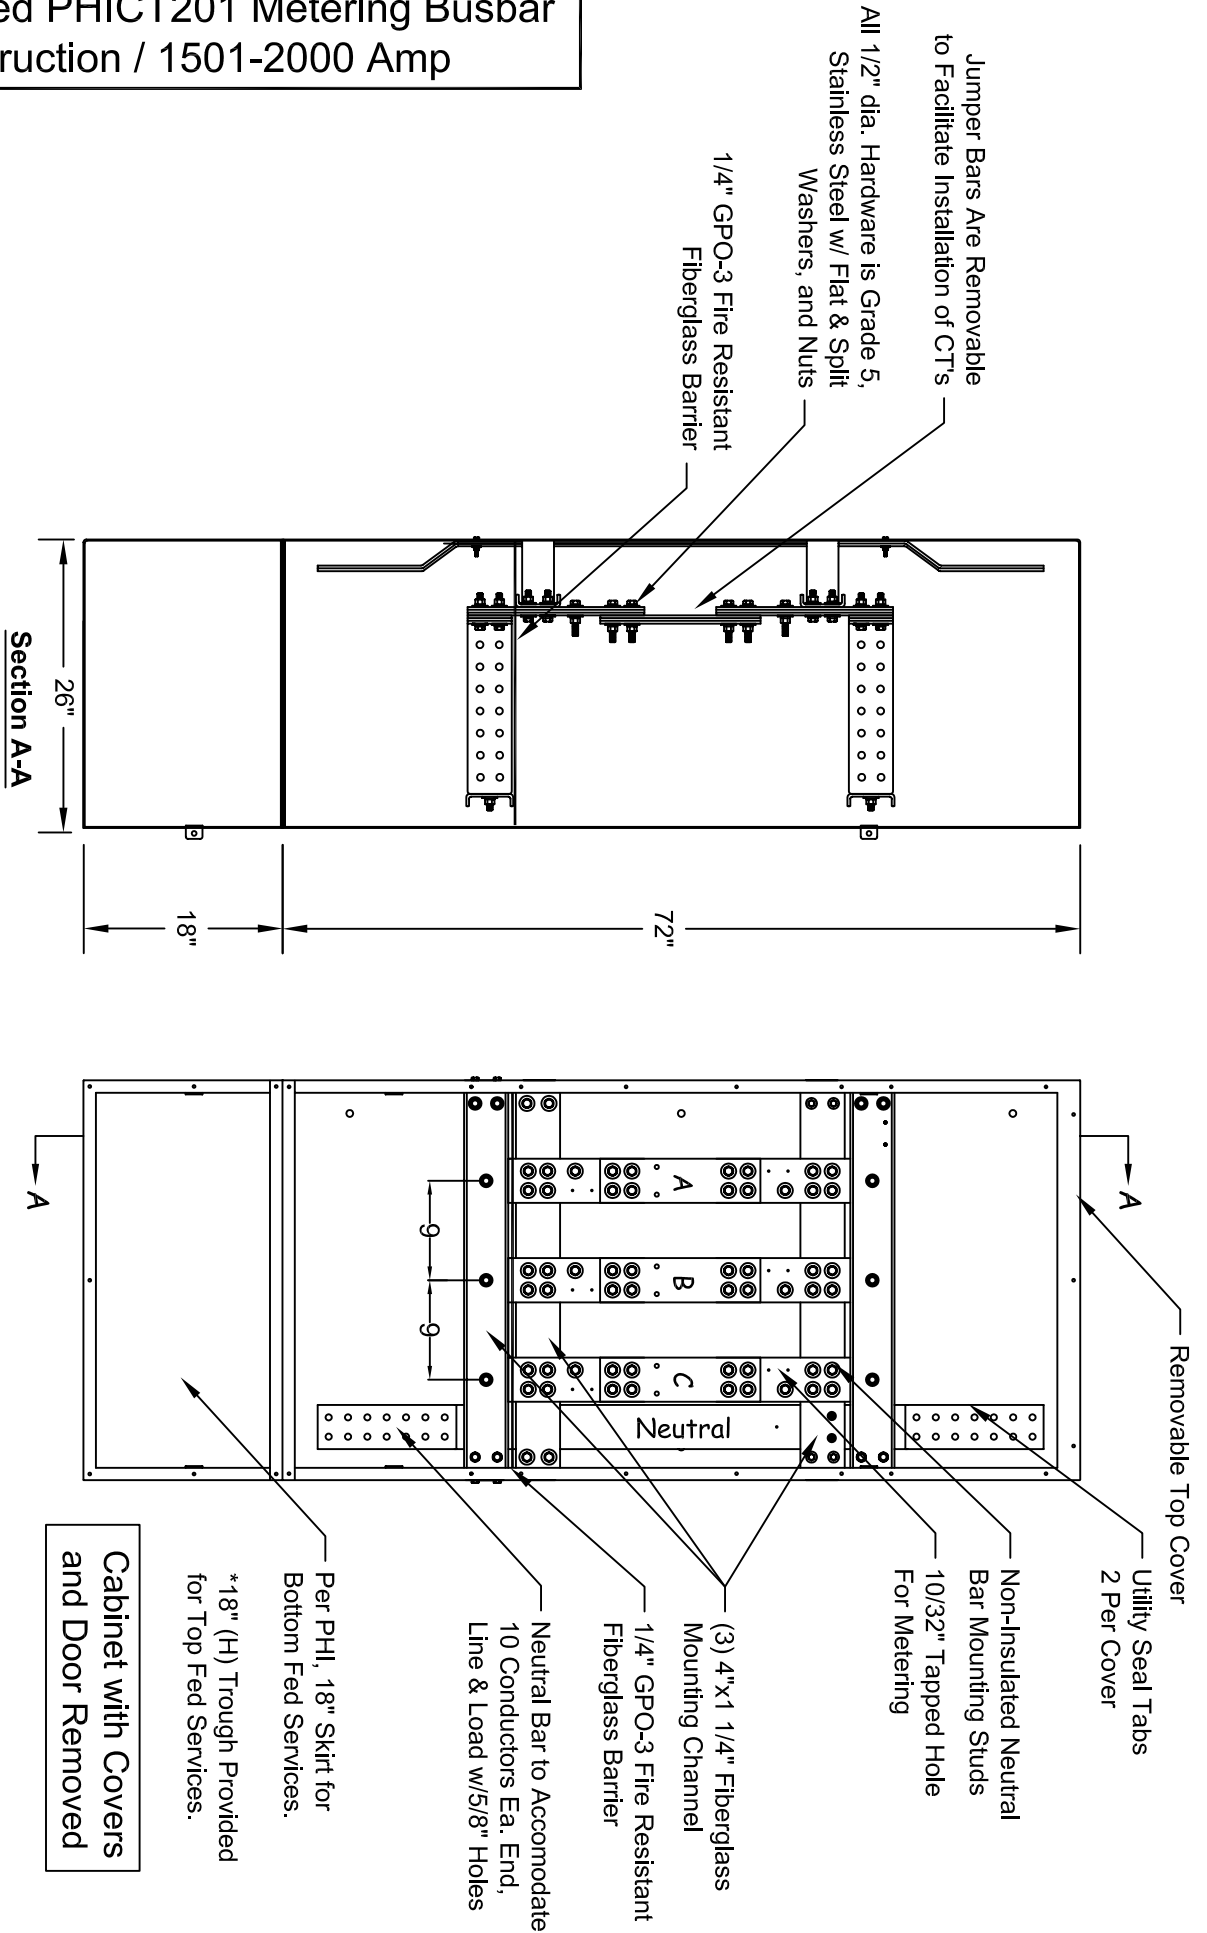 ed PHICT201 Metering Busbar
ruction / 1501-2000 Amp
Jumper Bars Are Removable
to Facilitate Installation of CT's
All 1/2" dia. Hardware is Grade 5,
Stainless Steel w/ Flat & Split
Washers, and Nuts
1/4" GPO-3 Fire Resistant
Fiberglass Barrier
72"
18"
26"
Section A-A
Removable Top Cover
Utility Seal Tabs
2 Per Cover
Non-Insulated Neutral
Bar Mounting Studs
10/32" Tapped Hole
For Metering
(3) 4"x1 1/4" Fiberglass
Mounting Channel
1/4" GPO-3 Fire Resistant
Fiberglass Barrier
Neutral Bar to Accomodate
10 Conductors Ea. End,
Line & Load w/5/8" Holes
Per PHI, 18" Skirt for
Bottom Fed Services.
*18" (H) Trough Provided
for Top Fed Services.
A
A
B
C
Neutral
9
9
A
Cabinet with Covers
and Door Removed